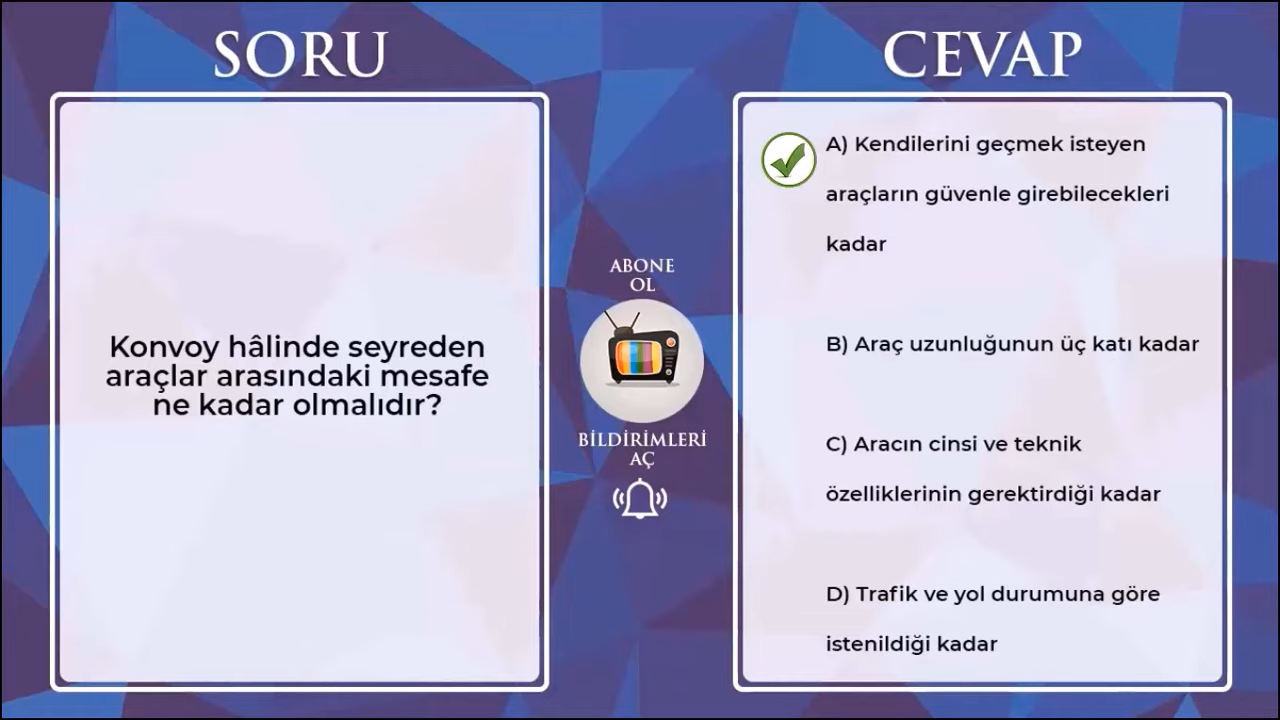 SORU
Konvoy hâlinde seyreden
araçlar arasındaki mesafe
ne kadar olmalıdır?
ABONE
OL
BİLDİRİMLERİ
AÇ
CEVAP
A) Kendilerini geçmek isteyen
araçların güvenle girebilecekleri
kadar
B) Araç uzunluğunun üç katı kadar
C) Aracın cinsi ve teknik
özelliklerinin gerektirdiği kadar
D) Trafik ve yol durumuna göre
istenildiği kadar